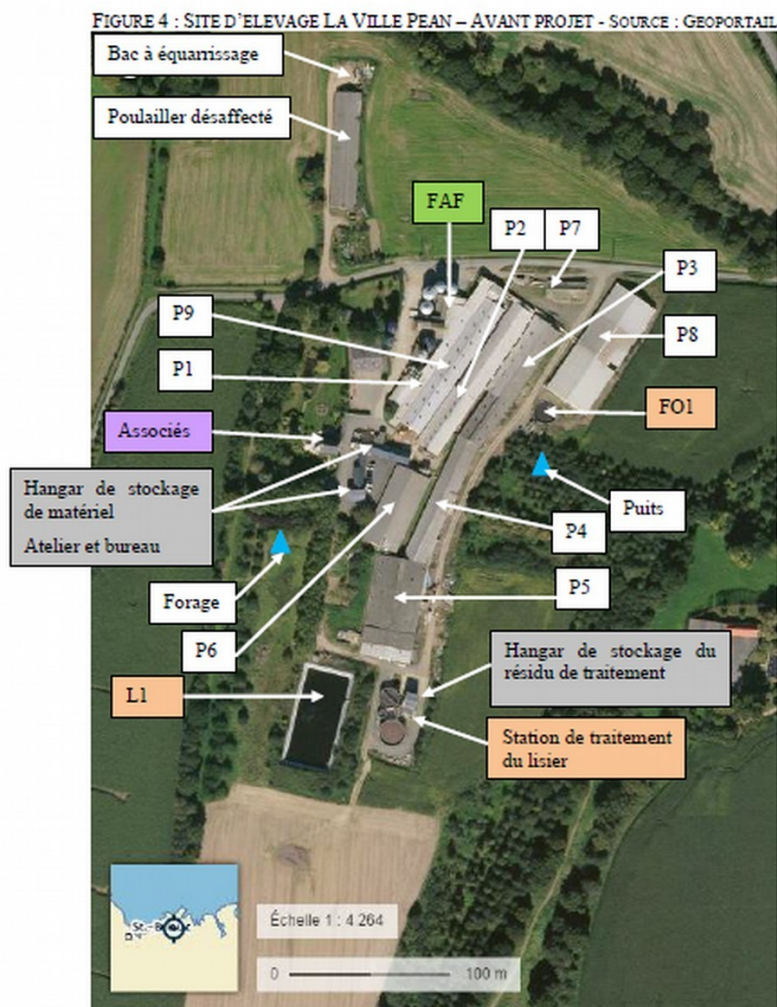 FIGURE 4 : SITE D'ELEVAGE LA VILLE PEAN – AVANT PROJET - SOURCE : GEOPORTAIL
Bac à équarrissage
Poulailler désaffecté
FAF
P2
P7
P3
P9
P8
P1
FO1
Associés
Hangar de stockage
de matériel
Atelier et bureau
Puits
P4
P5
Forage
P6
Hangar de stockage du
résidu de traitement
L1
Station de traitement
du lisier
Échelle 1 : 4 264
0
100 m